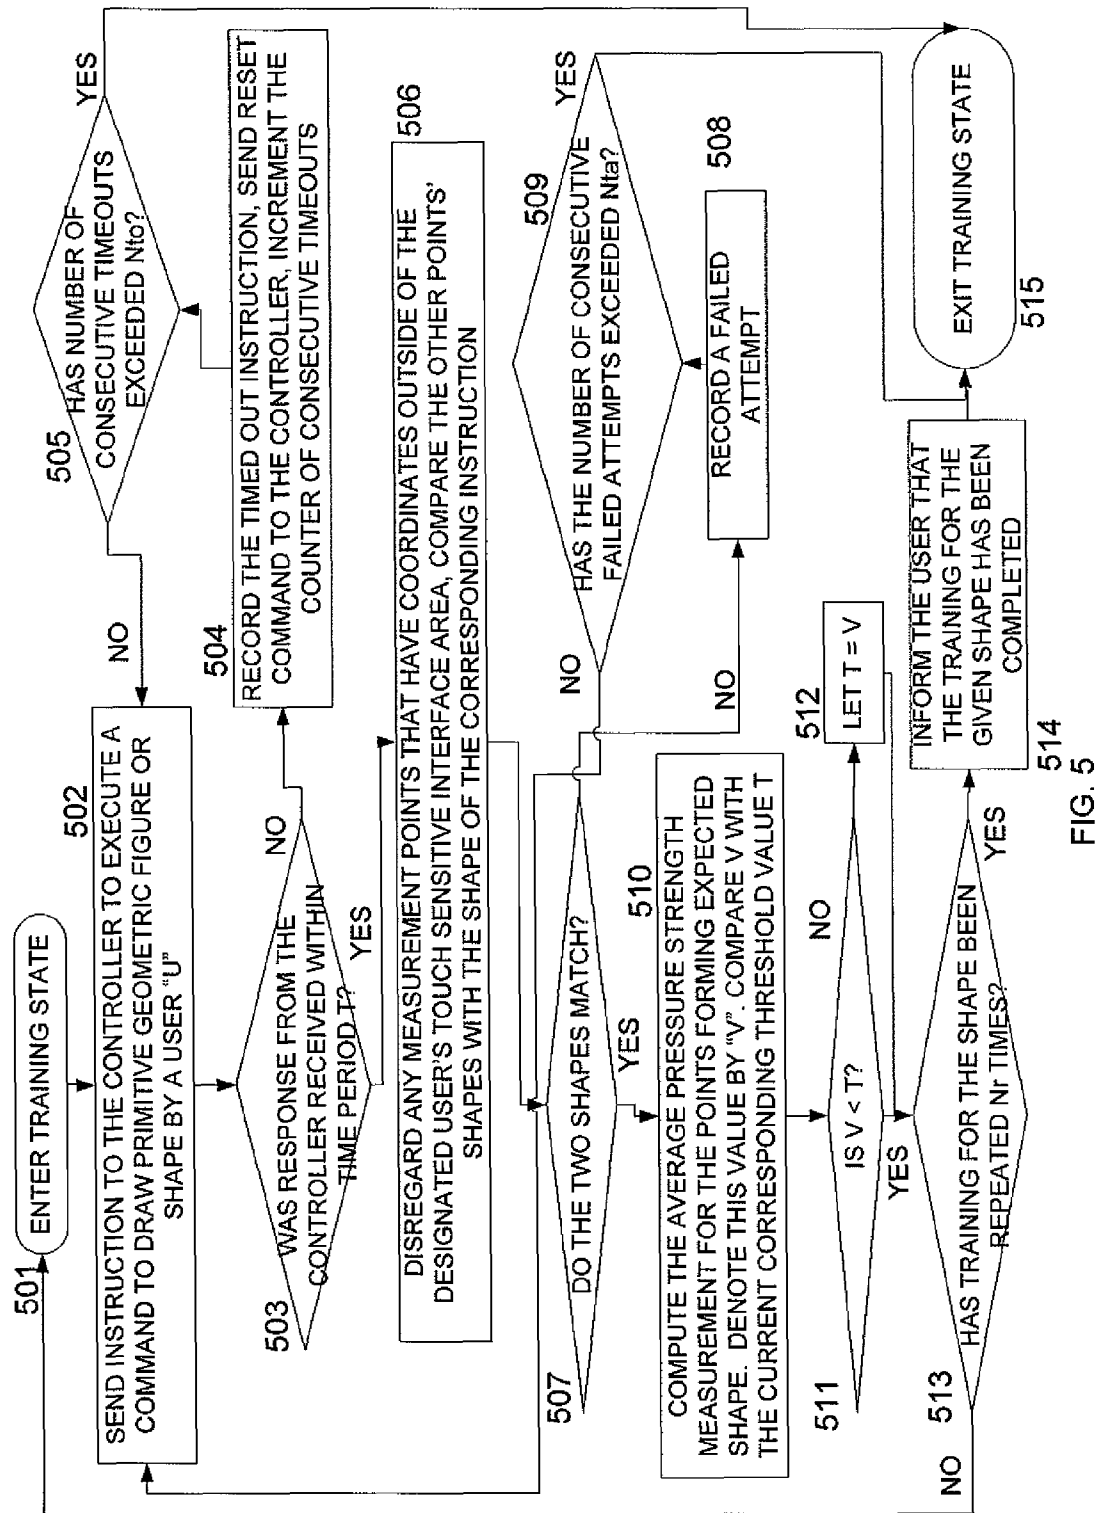 501
ENTER TRAINING STATE
502
SEND INSTRUCTION TO THE CONTROLLER TO EXECUTE A
COMMAND TO DRAW PRIMITIVE GEOMETRIC FIGURE OR
SHAPE BY A USER “U”
503
WAS RESPONSE FROM THE
CONTROLLER RECEIVED WITHIN
TIME PERIOD T?
NO
YES
504
RECORD THE TIMED OUT INSTRUCTION, SEND RESET
COMMAND TO THE CONTROLLER, INCREMENT THE
COUNTER OF CONSECUTIVE TIMEOUTS
505
HAS NUMBER OF
CONSECUTIVE TIMEOUTS
EXCEEDED Nto?
NO
YES
506
DISREGARD ANY MEASUREMENT POINTS THAT HAVE COORDINATES OUTSIDE OF THE
DESIGNATED USER'S TOUCH SENSITIVE INTERFACE AREA, COMPARE THE OTHER POINTS'
SHAPES WITH THE SHAPE OF THE CORRESPONDING INSTRUCTION
507
DO THE TWO SHAPES MATCH?
NO
YES
508
RECORD A FAILED
ATTEMPT
509
HAS THE NUMBER OF CONSECUTIVE
FAILED ATTEMPTS EXCEEDED Nta?
NO
YES
510
COMPUTE THE AVERAGE PRESSURE STRENGTH
MEASUREMENT FOR THE POINTS FORMING EXPECTED
SHAPE. DENOTE THIS VALUE BY “V”. COMPARE V WITH
THE CURRENT CORRESPONDING THRESHOLD VALUE T
511
IS V < T?
NO
YES
512
LET T = V
513
HAS TRAINING FOR THE SHAPE BEEN
REPEATED Nr TIMES?
NO
YES
514
INFORM THE USER THAT
THE TRAINING FOR THE
GIVEN SHAPE HAS BEEN
COMPLETED
515
EXIT TRAINING STATE
FIG. 5